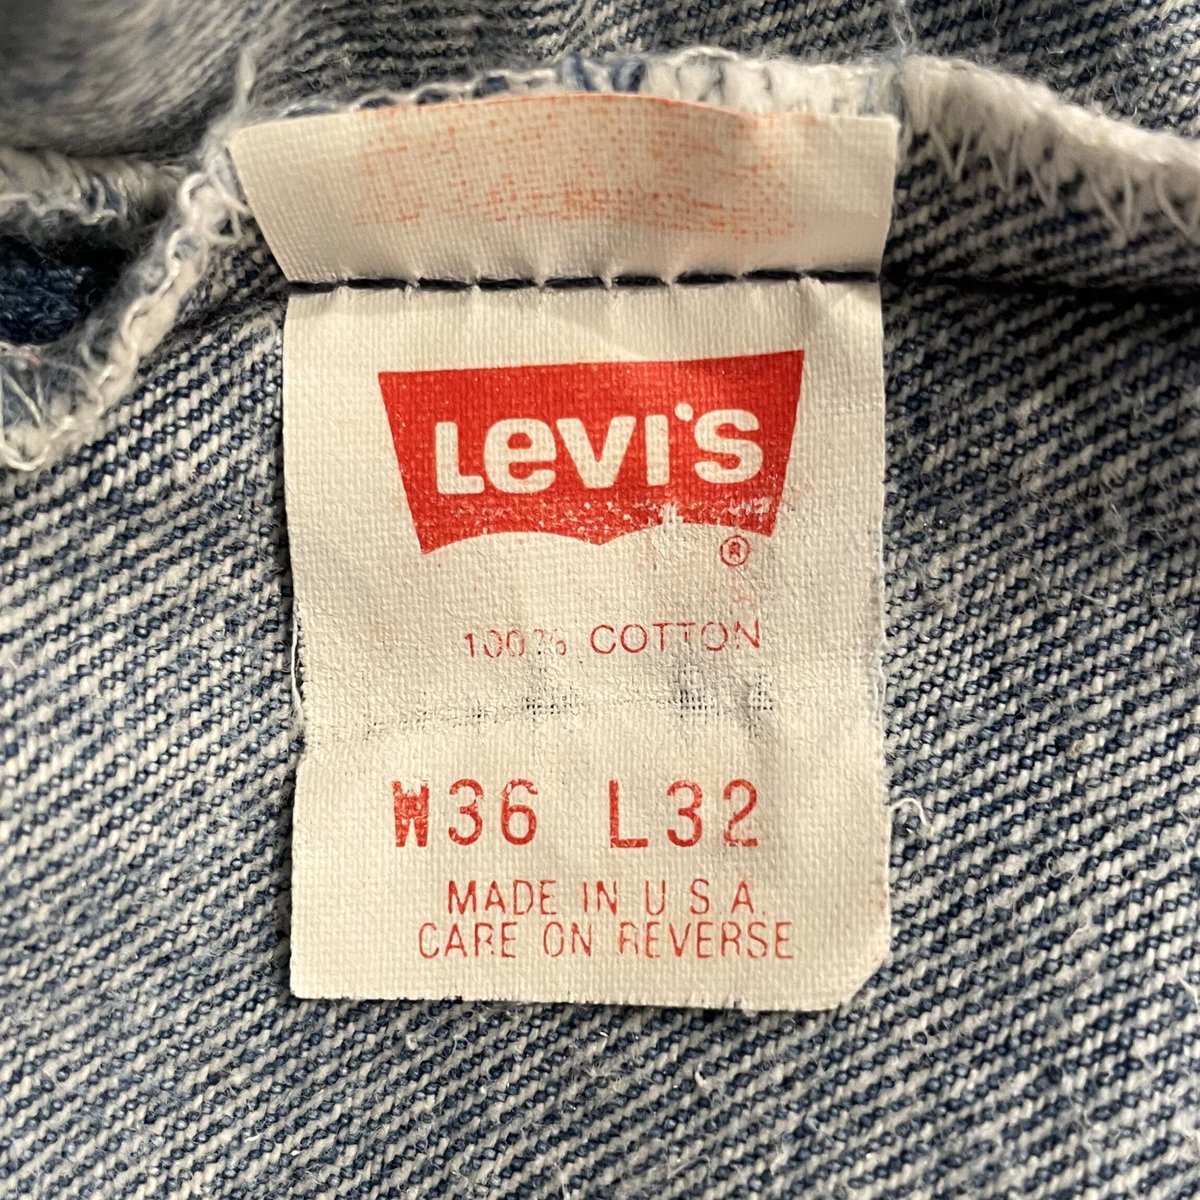 LEVI'S
®
100% COTTON
W36 L32
MADE IN U.S.A.
CARE ON REVERSE